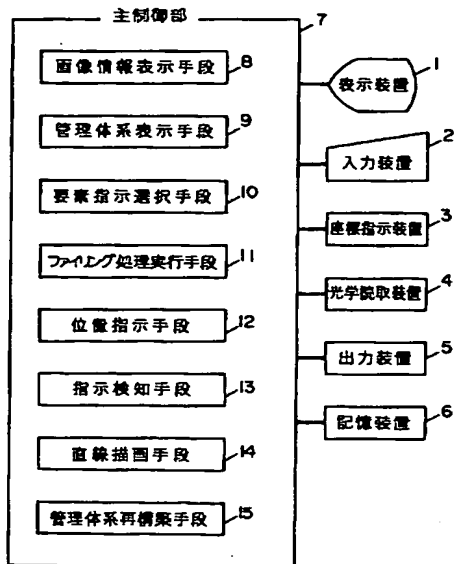 主制御部
7
画像情報表示手段 8
管理体系表示手段 9
要素指示選択手段 10
ファイリング処理実行手段 11
位像指示手段 12
指示検知手段 13
直線描画手段 14
管理体系再構築手段 15
表示装置 1
入力装置 2
座標指示装置 3
光学読取装置 4
出力装置 5
記憶装置 6